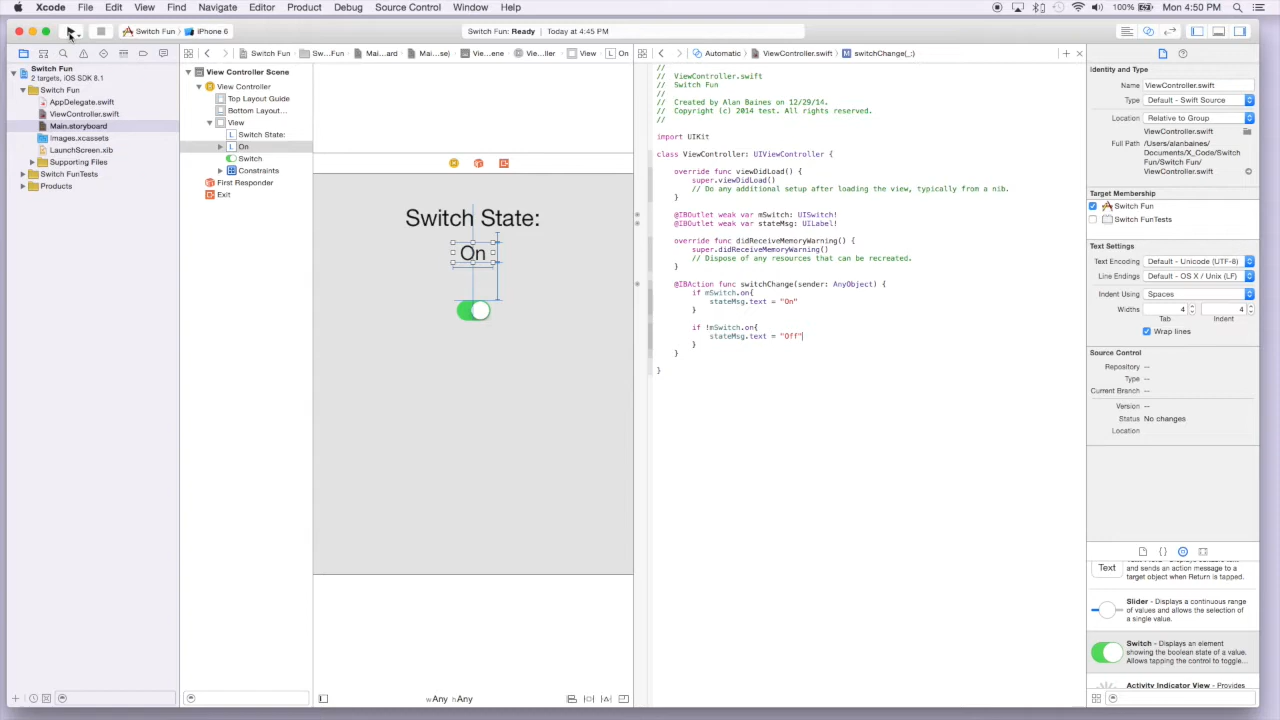 Xcode File Edit View Find Navigate Editor Product Debug Source Control Window Help
100% Mon 4:50 PM
Switch Fun iPhone 6
Switch Fun: Ready Today at 4:45 PM
Switch Fun
2 targets, iOS SDK 8.1
Switch Fun
AppDelegate.swift
ViewController.swift
Main.storyboard
Images.xcassets
LaunchScreen.xib
Supporting Files
Switch FunTests
Products
Switch Fun Sw...Fun Mai...ard Mai...se) Vie...ene Vie...ller View On
View Controller Scene
View Controller
Top Layout Guide
Bottom Layout...
View
Switch State:
On
Switch
Constraints
First Responder
Exit
Switch State:
On
wAny hAny
Automatic ViewController.swift switchChange(_:)
//
// ViewController.swift
// Switch Fun
//
// Created by Alan Baines on 12/29/14.
// Copyright (c) 2014 test. All rights reserved.
//
import UIKit
class ViewController: UIViewController {
override func viewDidLoad() {
super.viewDidLoad()
// Do any additional setup after loading the view, typically from a nib.
}
@IBOutlet weak var mSwitch: UISwitch!
@IBOutlet weak var stateMsg: UILabel!
override func didReceiveMemoryWarning() {
super.didReceiveMemoryWarning()
// Dispose of any resources that can be recreated.
}
@IBAction func switchChange(sender: AnyObject) {
if mSwitch.on{
stateMsg.text = "On"
}
if !mSwitch.on{
stateMsg.text = "Off"
}
}
}
Identity and Type
Name ViewController.swift
Type Default - Swift Source
Location Relative to Group
ViewController.swift
Full Path /Users/alanbaines/
Documents/X_Code/Switch
Fun/Switch Fun/
ViewController.swift
Target Membership
Switch Fun
Switch FunTests
Text Settings
Text Encoding Default - Unicode (UTF-8)
Line Endings Default - OS X / Unix (LF)
Indent Using Spaces
Widths 4 4
Tab Indent
Wrap lines
Source Control
Repository --
Type --
Current Branch --
Version --
Status No changes
Location
Text
and sends an action message to a
target object when Return is tapped.
Slider - Displays a continuous range
of values and allows the selection of
a single value.
Switch - Displays an element
showing the boolean state of a value.
Allows tapping the control to toggle...
Activity Indicator View - Provides